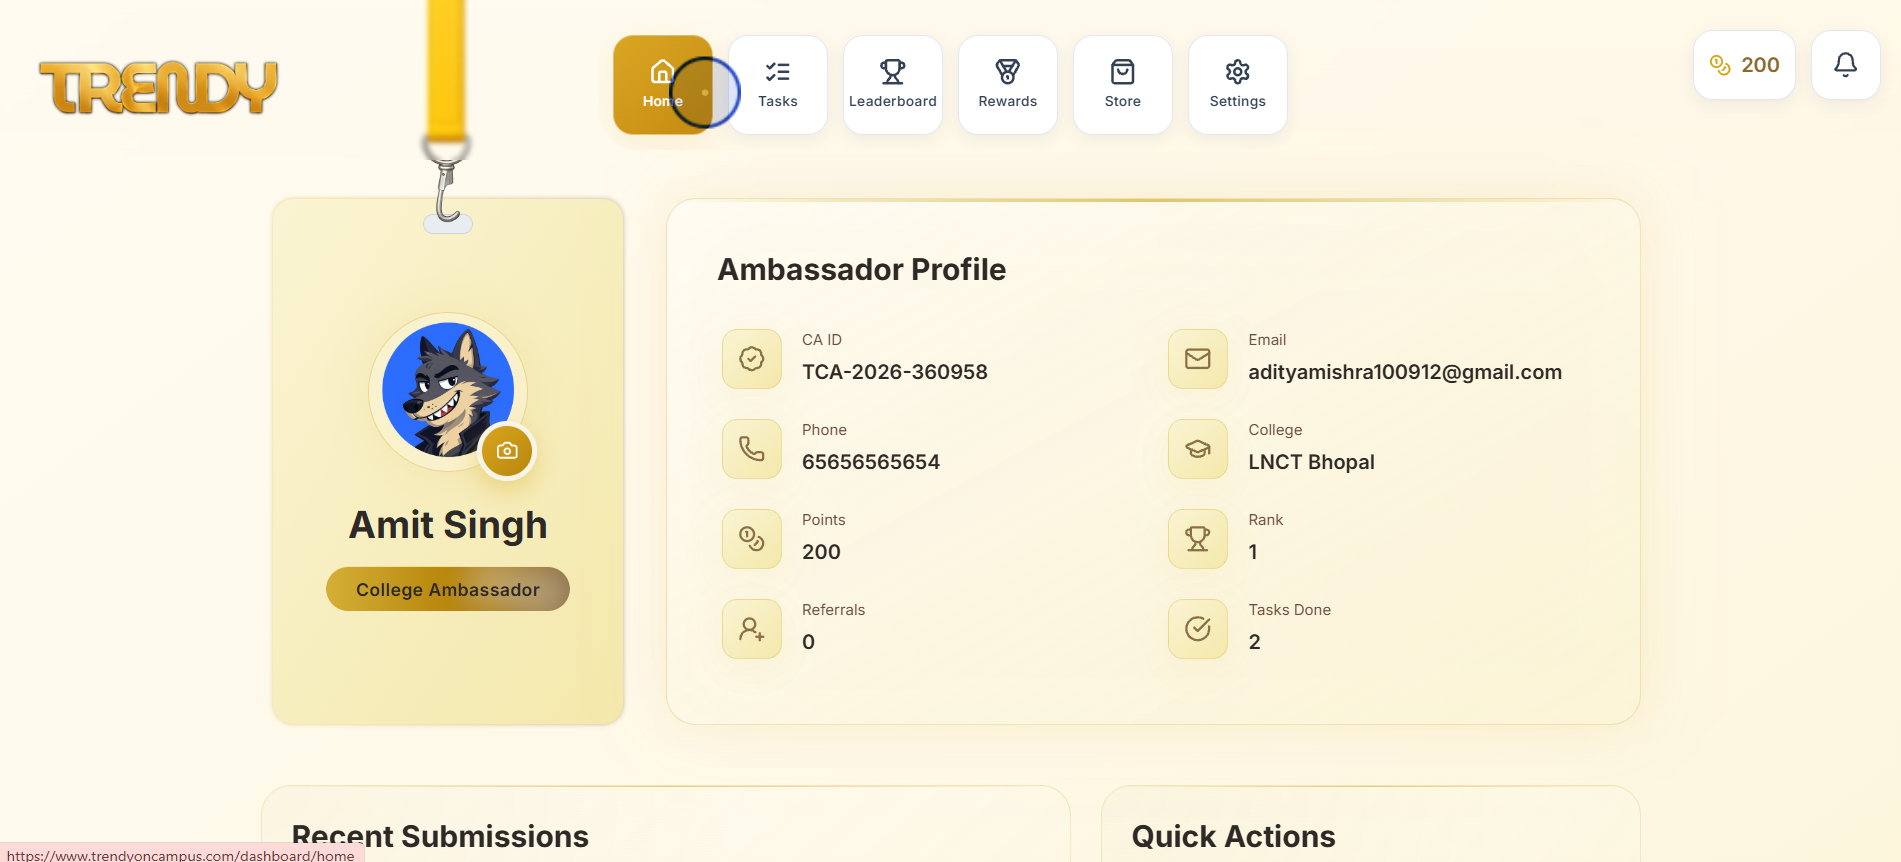 TRENDY
Home
Tasks
Leaderboard
Rewards
Store
Settings
200
Amit Singh
College Ambassador
Ambassador Profile
CA ID
TCA-2026-360958
Email
adityamishra100912@gmail.com
Phone
65656565654
College
LNCT Bhopal
Points
200
Rank
1
Referrals
0
Tasks Done
2
Recent Submissions
Quick Actions
https://www.trendyoncampus.com/dashboard/home